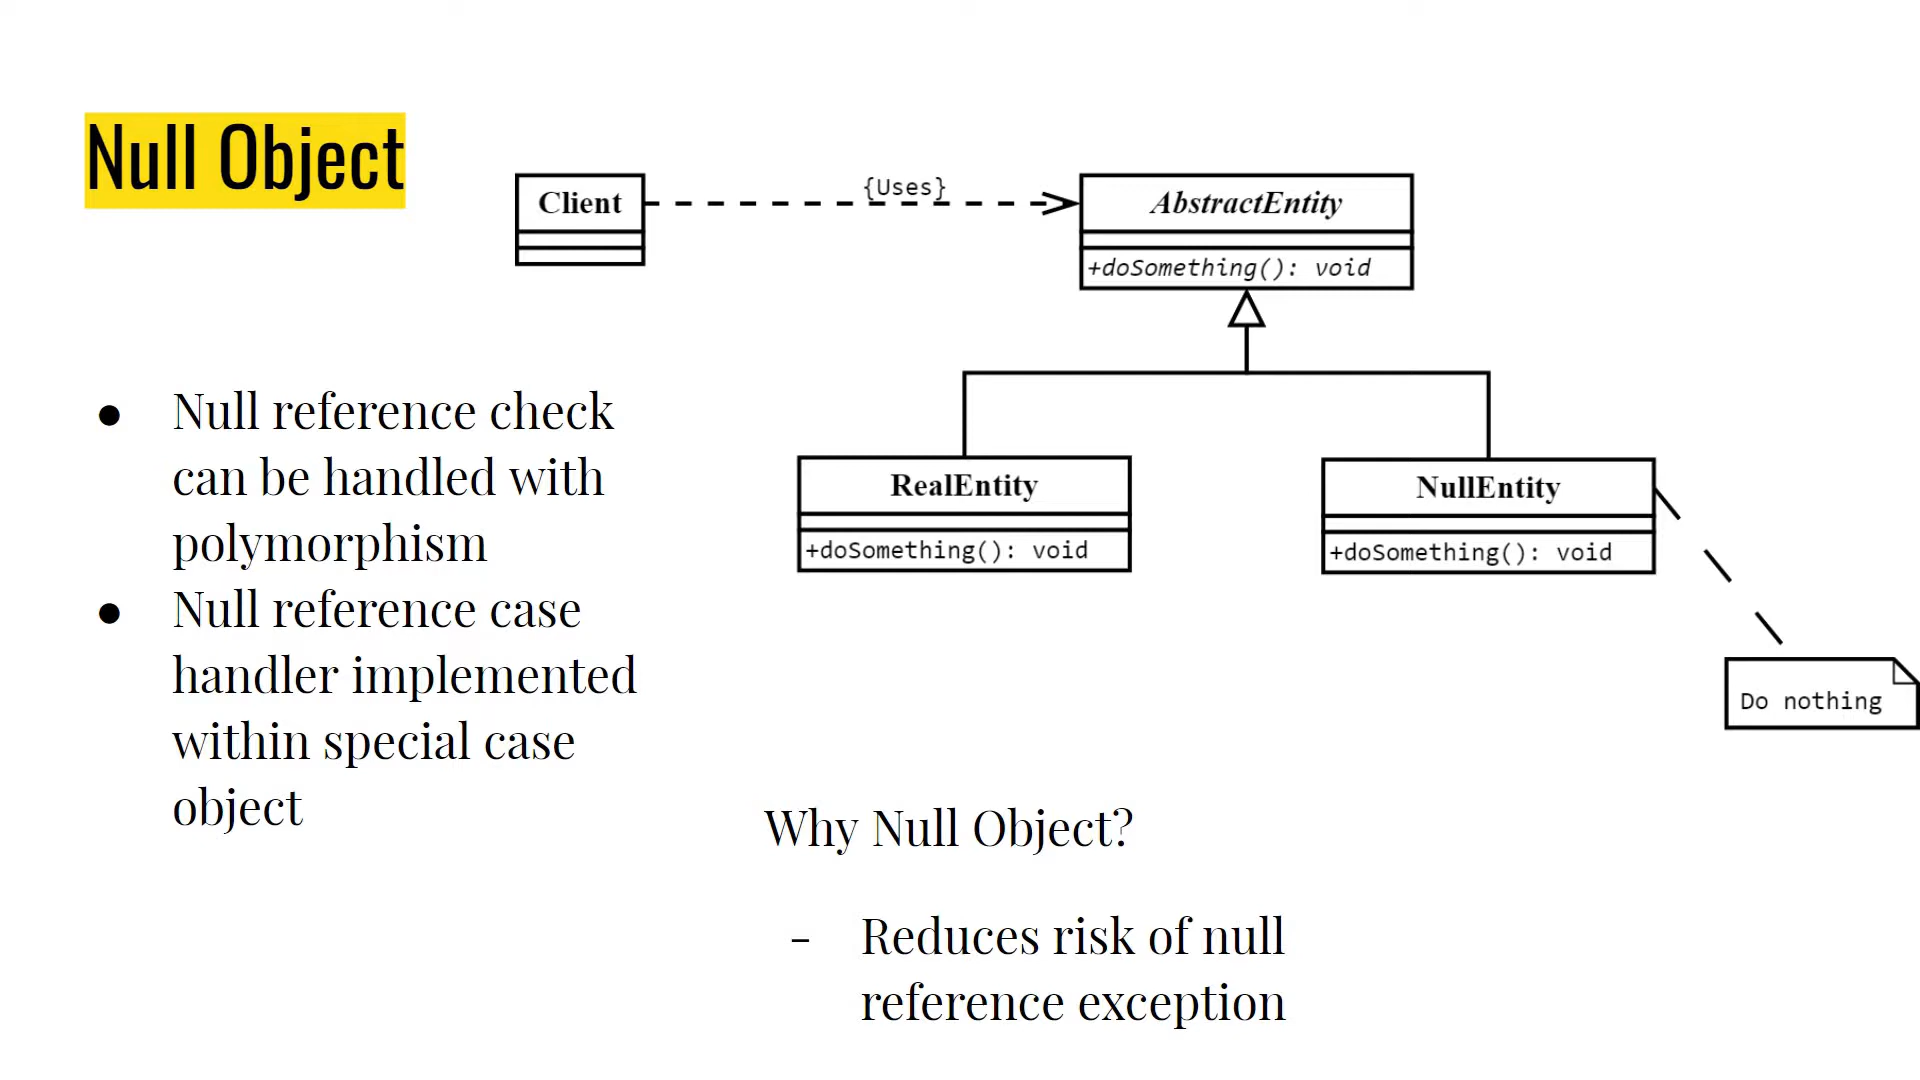 Null Object
Client
{Uses}
AbstractEntity
+doSomething(): void
RealEntity
+doSomething(): void
NullEntity
+doSomething(): void
Do nothing
● Null reference check
can be handled with
polymorphism
● Null reference case
handler implemented
within special case
object
Why Null Object?
- Reduces risk of null
reference exception